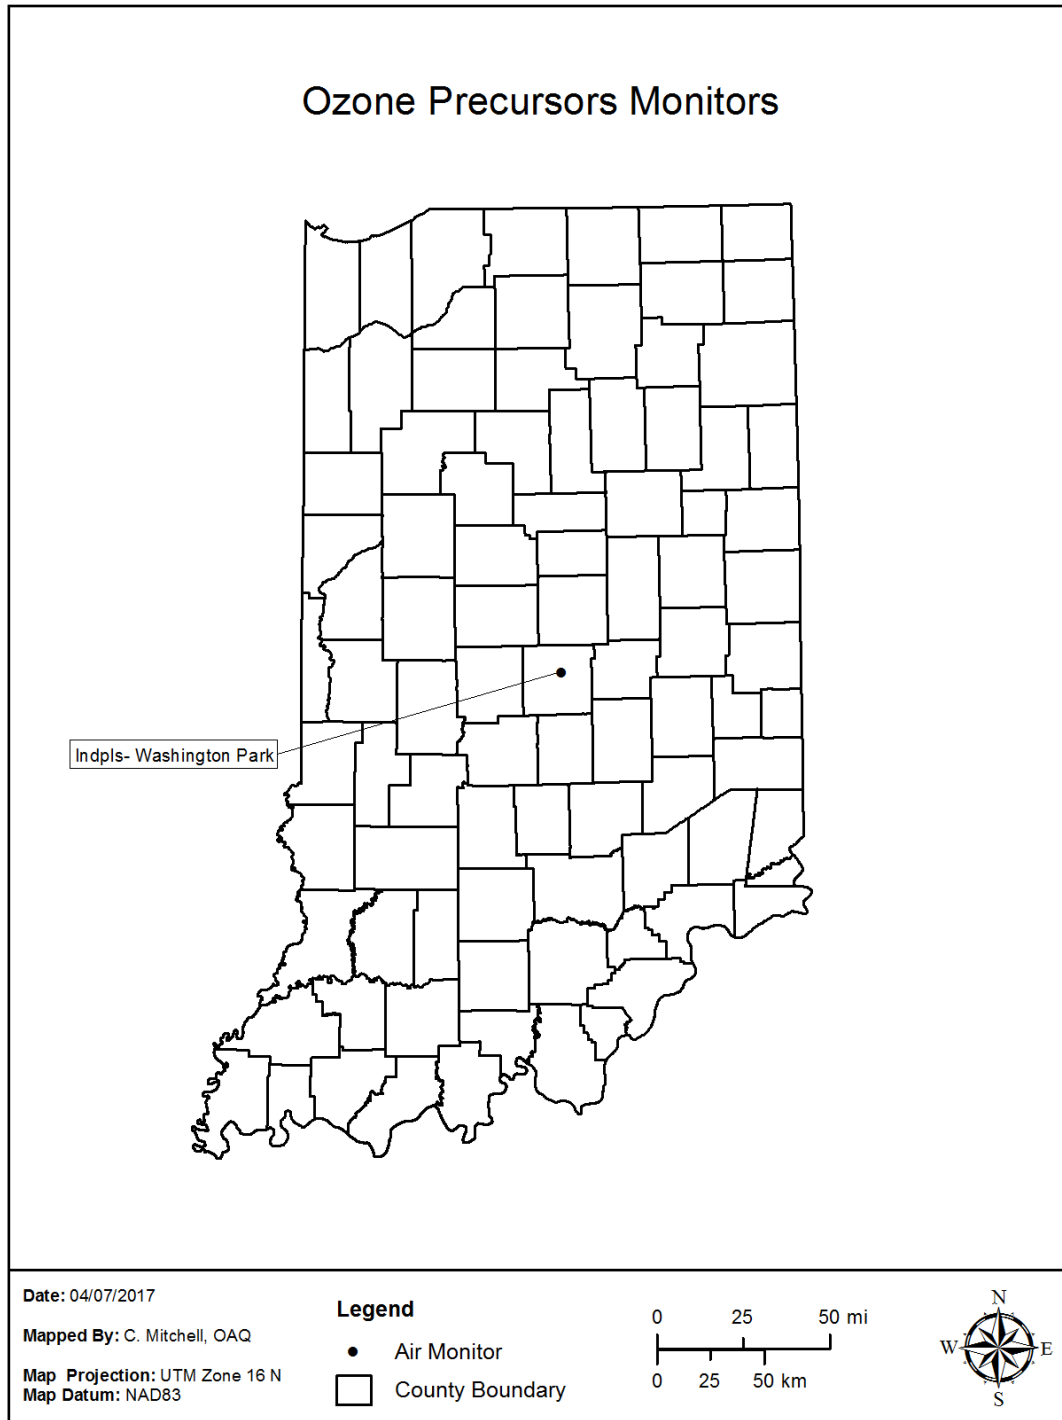 Ozone Precursors Monitors
Indpls- Washington Park
Date: 04/07/2017
Mapped By: C. Mitchell, OAQ
Map Projection: UTM Zone 16 N
Map Datum: NAD83
Legend
Air Monitor
County Boundary
0 25 50 mi
0 25 50 km
N
W E
S